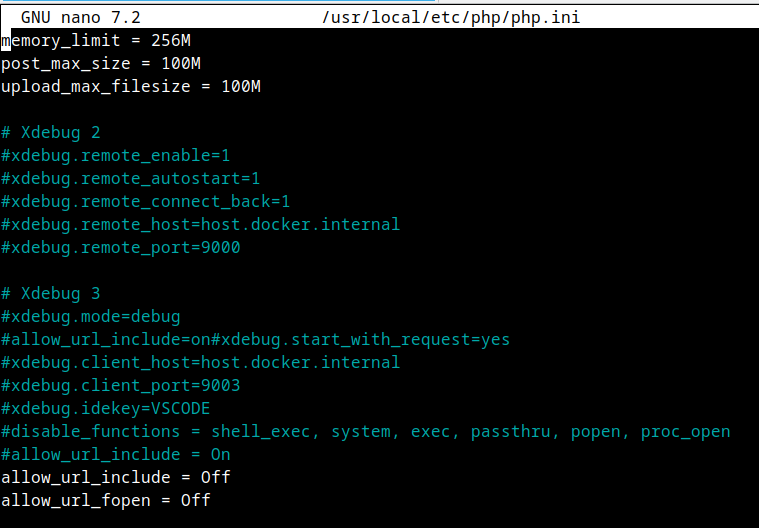 GNU nano 7.2 /usr/local/etc/php/php.ini
memory_limit = 256M
post_max_size = 100M
upload_max_filesize = 100M
# Xdebug 2
#xdebug.remote_enable=1
#xdebug.remote_autostart=1
#xdebug.remote_connect_back=1
#xdebug.remote_host=host.docker.internal
#xdebug.remote_port=9000
# Xdebug 3
#xdebug.mode=debug
#allow_url_include=on#xdebug.start_with_request=yes
#xdebug.client_host=host.docker.internal
#xdebug.client_port=9003
#xdebug.idekey=VSCODE
#disable_functions = shell_exec, system, exec, passthru, popen, proc_open
#allow_url_include = On
allow_url_include = Off
allow_url_fopen = Off